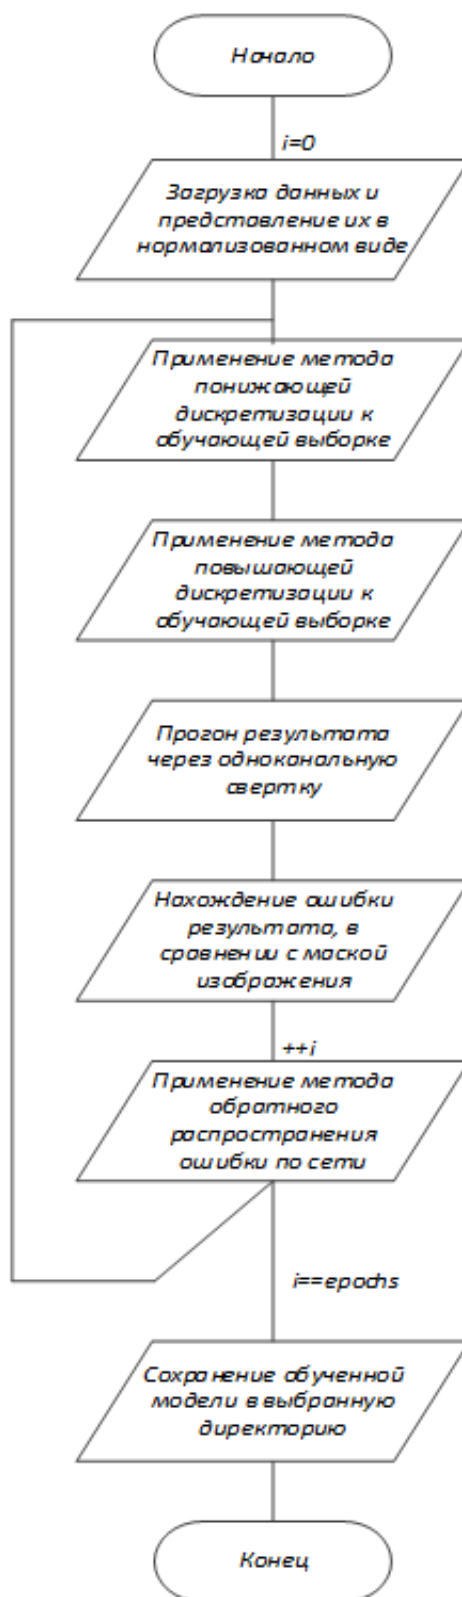 Начало
i=0
Загрузка данных и
представление их в
нормализованном виде
Применение метода
понижающей
дискретизации к
обучающей выборке
Применение метода
повышающей
дискретизации к
обучающей выборке
Прогон результата
через одноканальную
свертку
Нахождение ошибки
результата, в
сравнении с маской
изображения
++i
Применение метода
обратного
распространения
ошибки по сети
i==epochs
Сохранение обученной
модели в выбранную
директорию
Конец